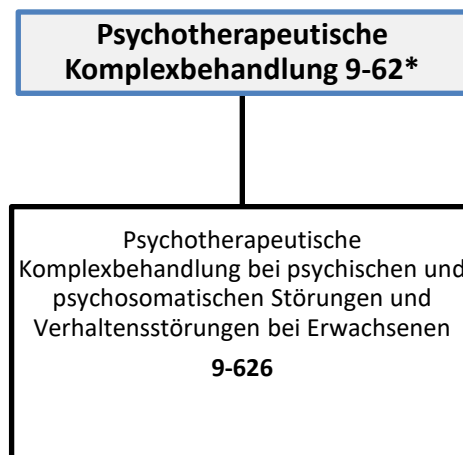 Psychotherapeutische
Komplexbehandlung 9-62*
Psychotherapeutische
Komplexbehandlung bei psychischen und
psychosomatischen Störungen und
Verhaltensstörungen bei Erwachsenen
9-626